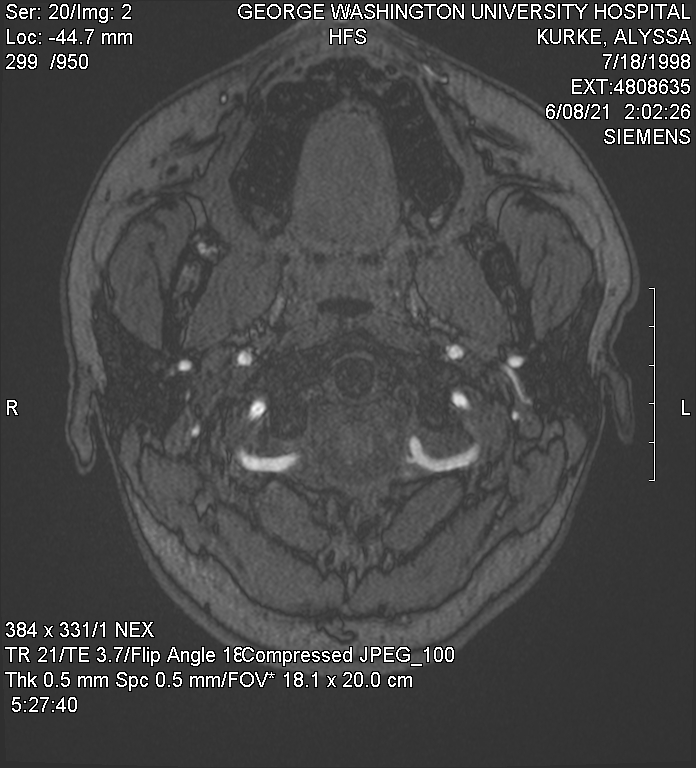 Ser: 20/Img: 2
Loc: -44.7 mm
299 /950
GEORGE WASHINGTON UNIVERSITY HOSPITAL
HFS
KURKE, ALYSSA
7/18/1998
EXT:4808635
6/08/21 2:02:26
SIEMENS
R
L
384 x 331/1 NEX
TR 21/TE 3.7/Flip Angle 18Compressed JPEG_100
Thk 0.5 mm Spc 0.5 mm/FOV* 18.1 x 20.0 cm
5:27:40